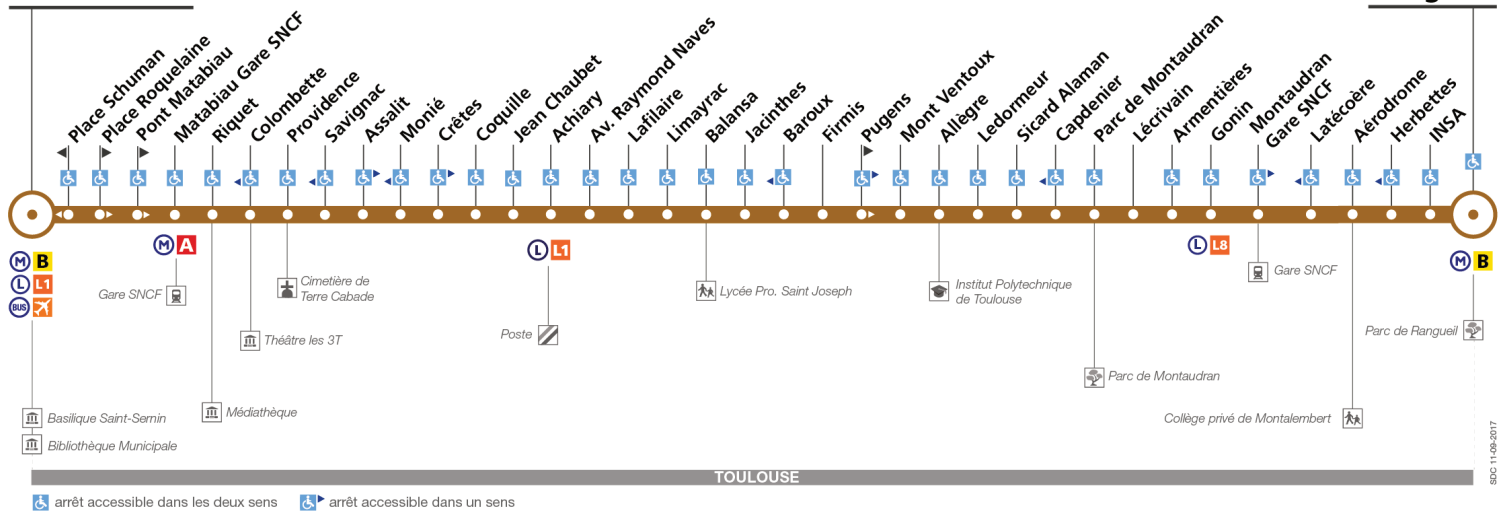 Place Schuman
Place Roquelaine
Pont Matabiau
Matabiau Gare SNCF
Riquet
Colombette
Providence
Savignac
Assalit
Monié
Crêtes
Coquille
Jean Chaubet
Achiary
Av. Raymond Naves
Lafilaire
Limayrac
Balansa
Jacinthes
Baroux
Firmis
Pugens
Mont Ventoux
Allègre
Ledormeur
Sicard Alaman
Capdenier
Parc de Montaudran
Lécrivain
Armentières
Gonin
Montaudran
Gare SNCF
Latécoère
Aérodrome
Herbettes
INSA
M B
L L1
BUS
M A
L L1
L L8
M B
Gare SNCF
Cimetière de
Terre Cabade
Théâtre les 3T
Médiathèque
Poste
Lycée Pro. Saint Joseph
Institut Polytechnique
de Toulouse
Parc de Montaudran
Gare SNCF
Collège privé de Montalembert
Parc de Rangueil
Basilique Saint-Sernin
Bibliothèque Municipale
TOULOUSE
SDC 11-09-2017
arrêt accessible dans les deux sens
arrêt accessible dans un sens